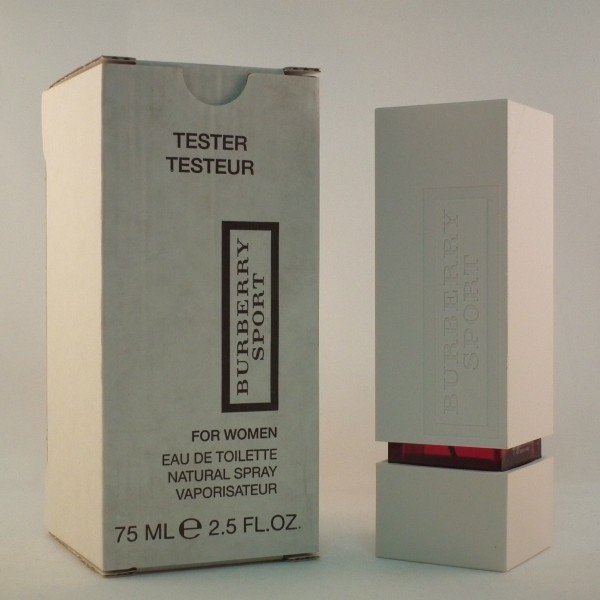 TESTER
TESTEUR
BURBERRY
SPORT
FOR WOMEN
EAU DE TOILETTE
NATURAL SPRAY
VAPORISATEUR
75 ML ℮ 2.5 FL.OZ.
BURBERRY
SPORT